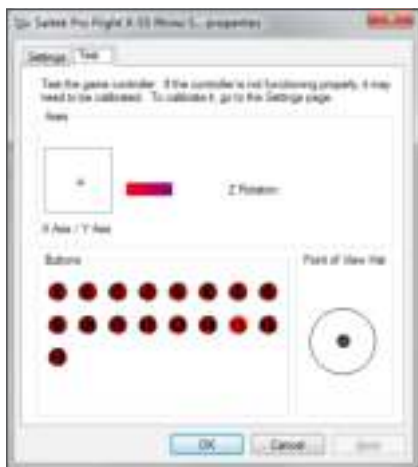 Saitek Pro Flight X-55 Rhino S... properties
Settings
Test
Test the game controller. If the controller is not functioning properly, it may
need to be calibrated. To calibrate it, go to the Settings page.
Axes
Z Rotation
X Axis / Y Axis
Buttons
Point of View Hat
OK
Cancel
Apply